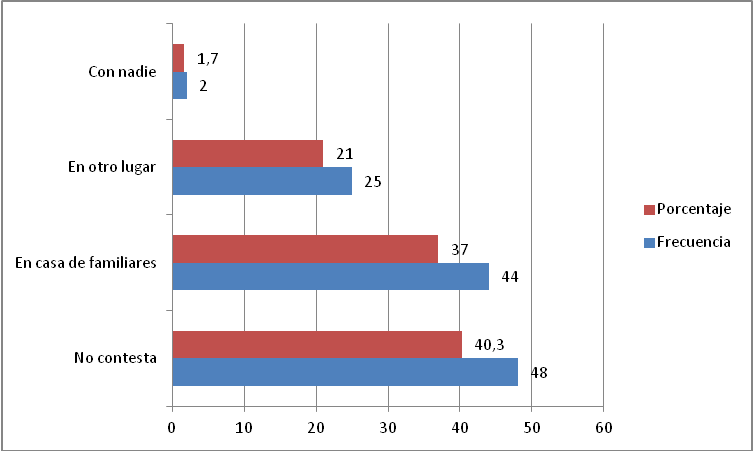 Con nadie
1,7
2
En otro lugar
21
25
En casa de familiares
37
44
No contesta
40,3
48
0 10 20 30 40 50 60
Porcentaje
Frecuencia